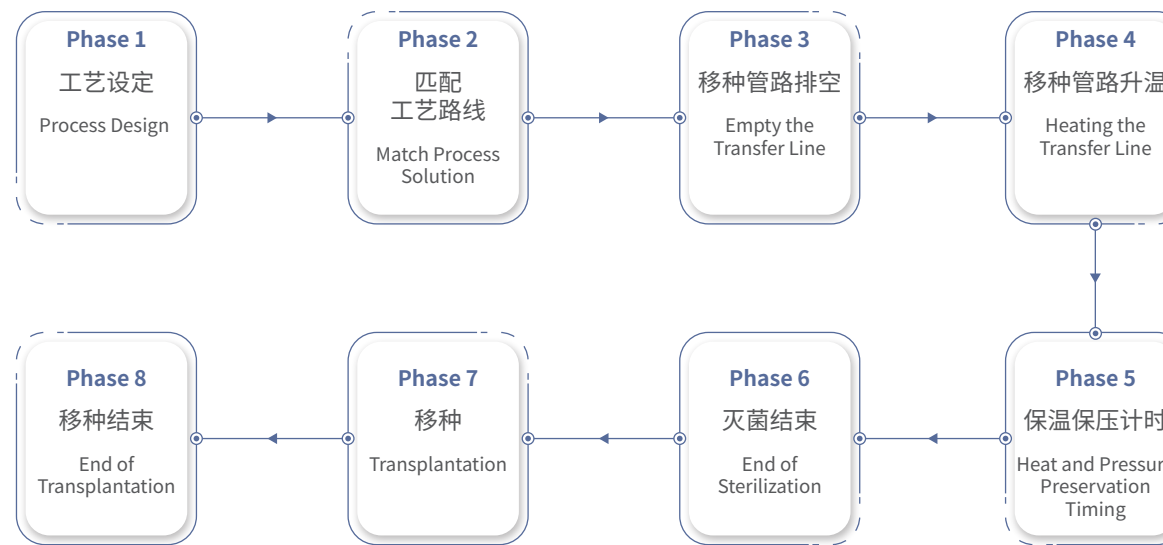 Phase 1
工艺设定
Process Design
Phase 2
匹配
工艺路线
Match Process
Solution
Phase 3
移种管路排空
Empty the
Transfer Line
Phase 4
移种管路升温
Heating the
Transfer Line
Phase 5
保温保压计时
Heat and Pressur
Preservation
Timing
Phase 6
灭菌结束
End of
Sterilization
Phase 7
移种
Transplantation
Phase 8
移种结束
End of
Transplantation